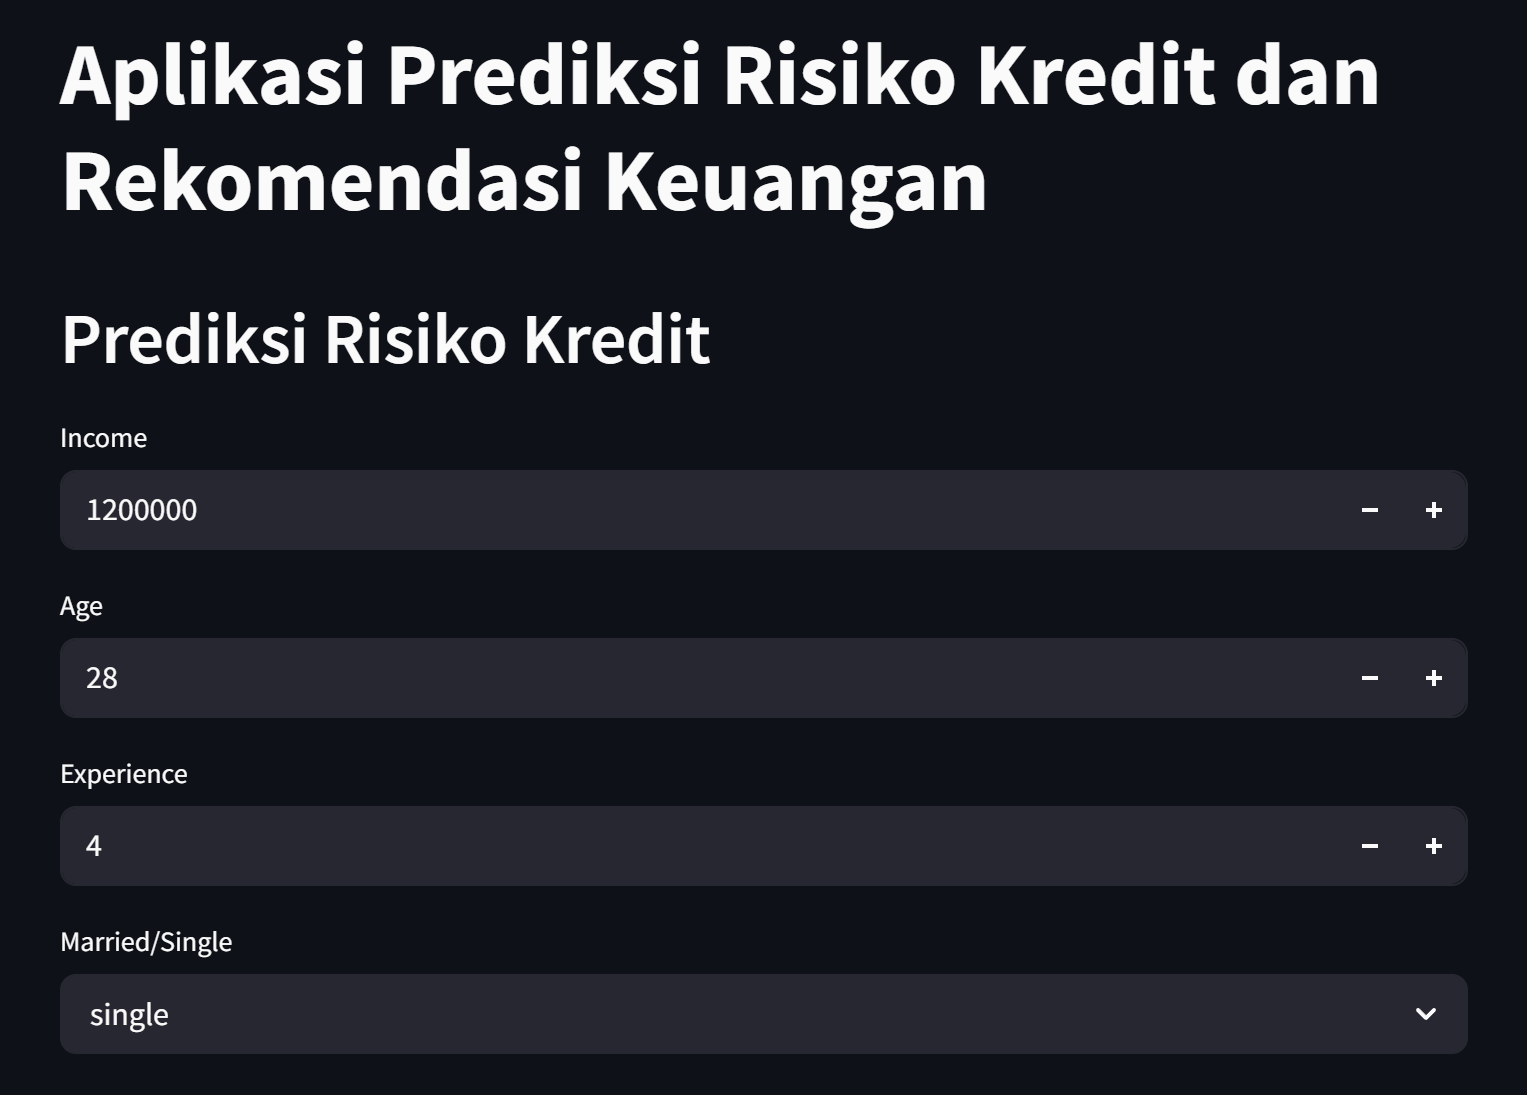 Aplikasi Prediksi Risiko Kredit dan
Rekomendasi Keuangan
Prediksi Risiko Kredit
Income
1200000
Age
28
Experience
4
Married/Single
single